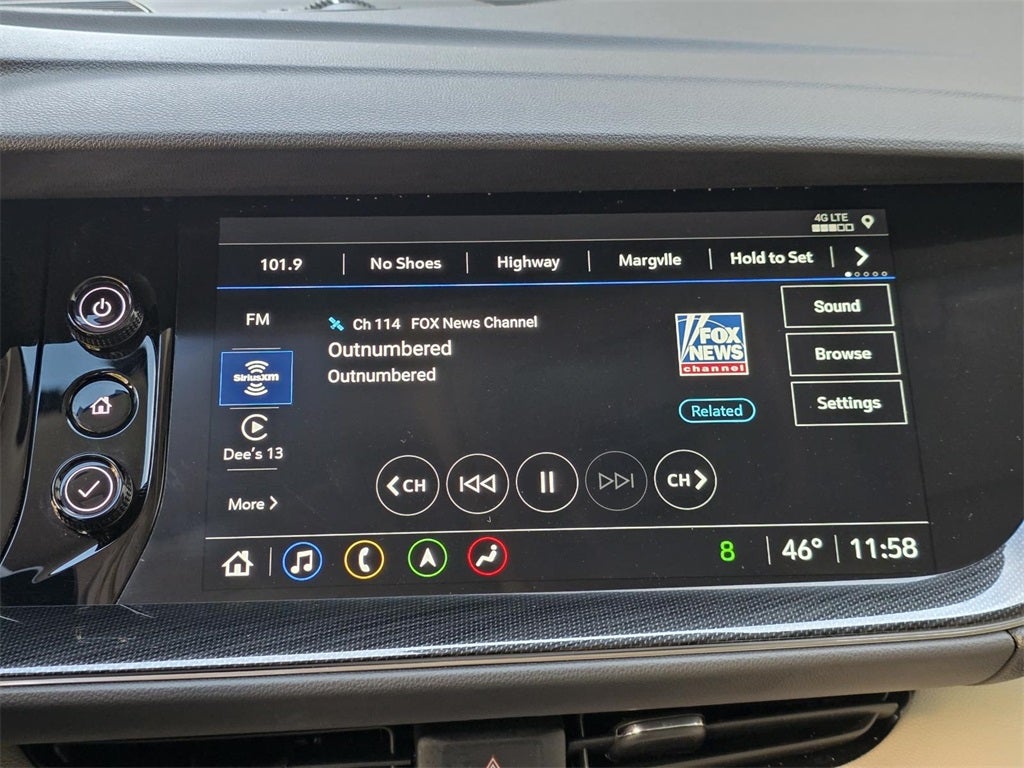 4G LTE
101.9
No Shoes
Highway
Margvlle
Hold to Set
FM
Ch 114 FOX News Channel
Outnumbered
Outnumbered
FOX
NEWS
channel
Related
Sound
Browse
Settings
SiriusXM
Dee's 13
More
CH
CH
8
46°
11:58